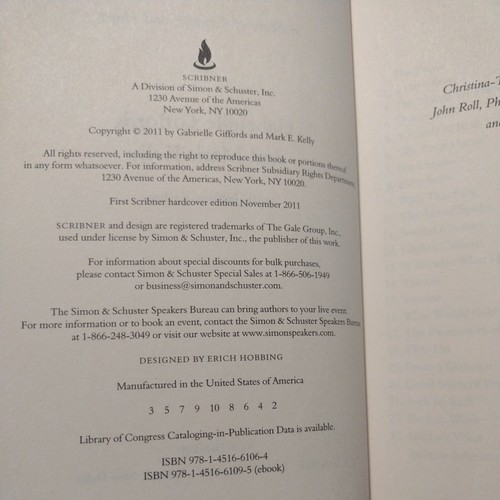 SCRIBNER
A Division of Simon & Schuster, Inc.
1230 Avenue of the Americas
New York, NY 10020
Copyright © 2011 by Gabrielle Giffords and Mark E. Kelly
All rights reserved, including the right to reproduce this book or portions thereof
in any form whatsoever. For information, address Scribner Subsidiary Rights Department,
1230 Avenue of the Americas, New York, NY 10020.
First Scribner hardcover edition November 2011
SCRIBNER and design are registered trademarks of The Gale Group, Inc.,
used under license by Simon & Schuster, Inc., the publisher of this work.
For information about special discounts for bulk purchases,
please contact Simon & Schuster Special Sales at 1-866-506-1949
or business@simonandschuster.com.
The Simon & Schuster Speakers Bureau can bring authors to your live event.
For more information or to book an event, contact the Simon & Schuster Speakers Bureau
at 1-866-248-3049 or visit our website at www.simonspeakers.com.
DESIGNED BY ERICH HOBBING
Manufactured in the United States of America
3 5 7 9 10 8 6 4 2
Library of Congress Cataloging-in-Publication Data is available.
ISBN 978-1-4516-6106-4
ISBN 978-1-4516-6109-5 (ebook)
Christina-
John Roll, Ph
and